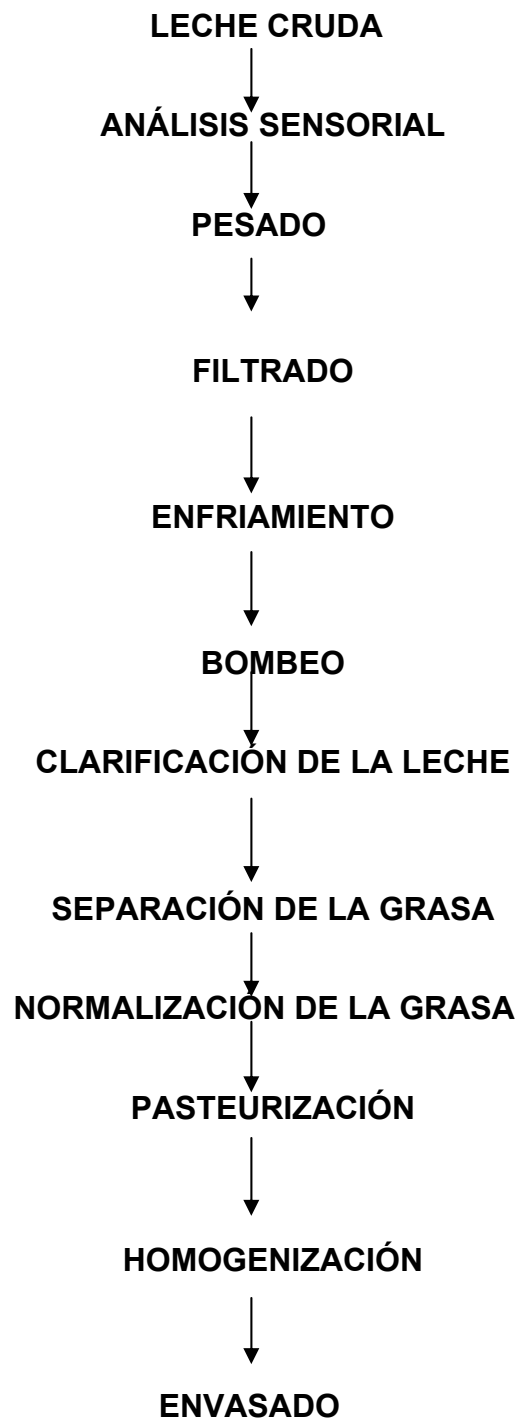 LECHE CRUDA
ANÁLISIS SENSORIAL
PESADO
FILTRADO
ENFRIAMIENTO
BOMBEO
CLARIFICACIÓN DE LA LECHE
SEPARACIÓN DE LA GRASA
NORMALIZACIÓN DE LA GRASA
PASTEURIZACIÓN
HOMOGENIZACIÓN
ENVASADO